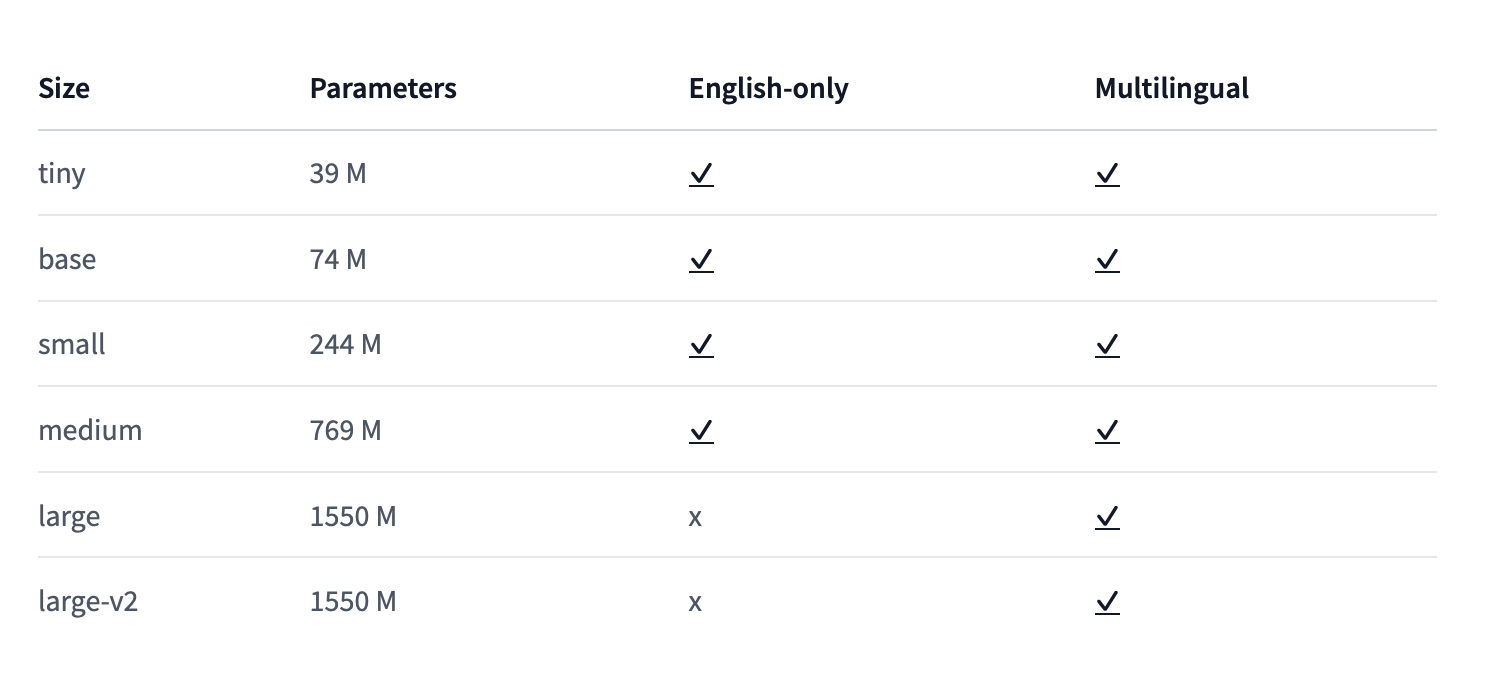 Size Parameters English-only Multilingual
tiny 39 M ✓ ✓
base 74 M ✓ ✓
small 244 M ✓ ✓
medium 769 M ✓ ✓
large 1550 M x ✓
large-v2 1550 M x ✓